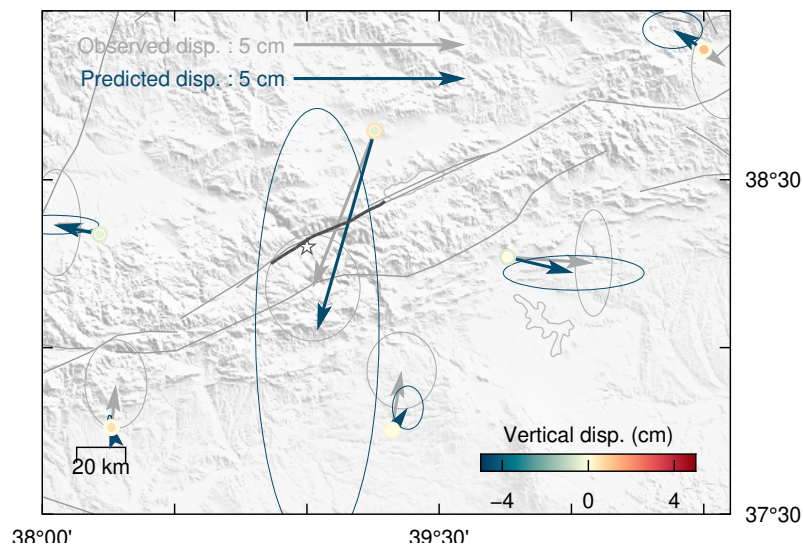 Observed disp. : 5 cm
Predicted disp. : 5 cm
38°30'
Vertical disp. (cm)
20 km
−4 0 4
37°30'
38°00' 39°30'